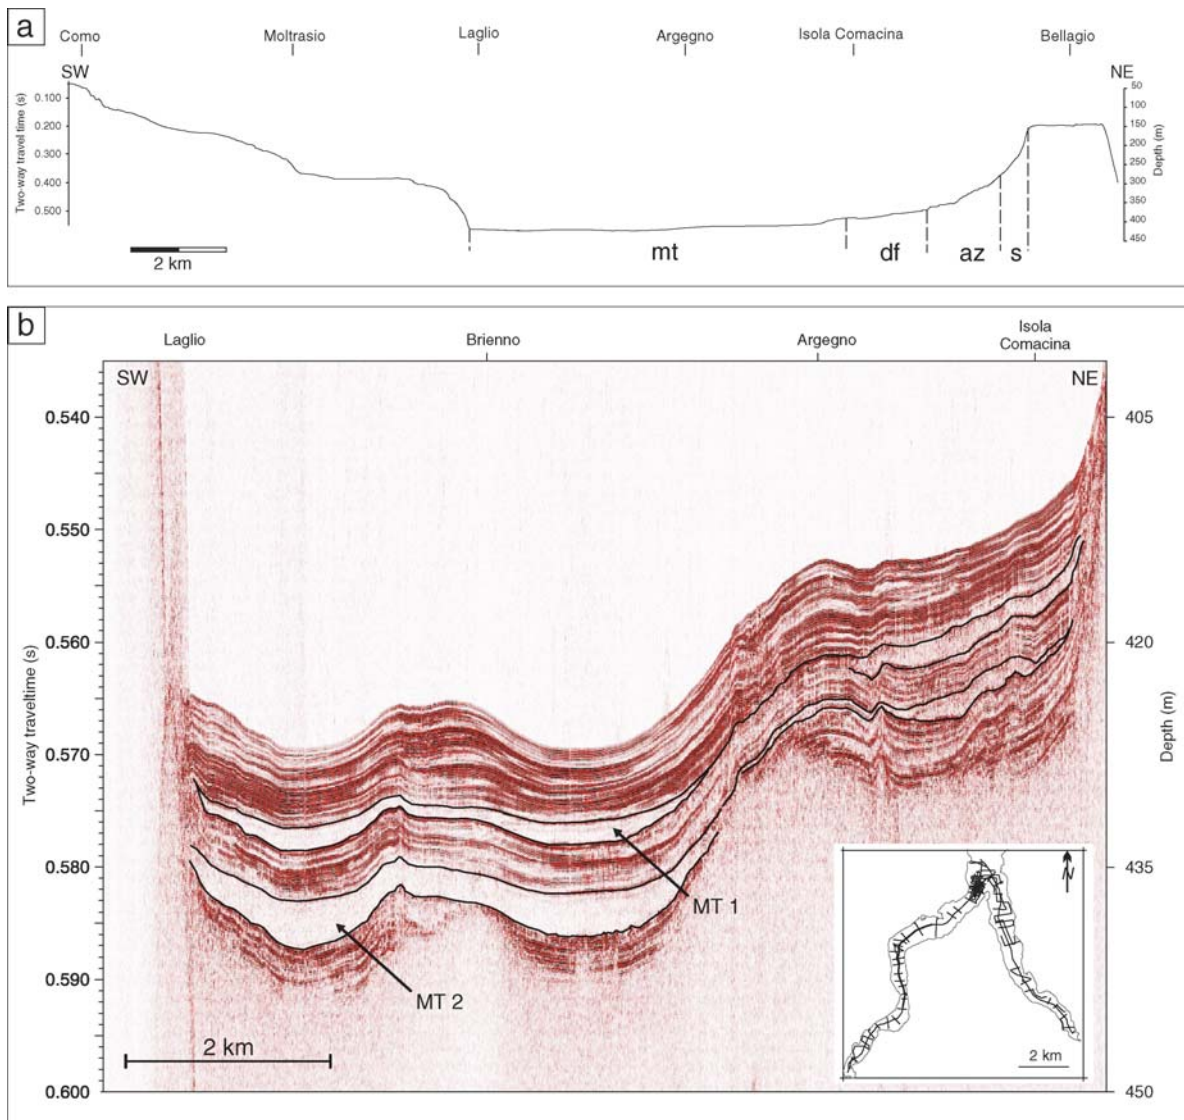 a
Como Moltrasio Laglio Argegno Isola Comacina Bellagio
SW NE
Two-way travel time (s)
0.100
0.200
0.300
0.400
0.500
50
100
150
200
250
300
350
400
450
Depth (m)
mt df az s
2 km
b
Laglio Brienno Argegno Isola
Comacina
SW NE
Two-way traveltime (s)
0.540
0.550
0.560
0.570
0.580
0.590
0.600
405
420
435
450
Depth (m)
MT 1
MT 2
2 km
N
2 km